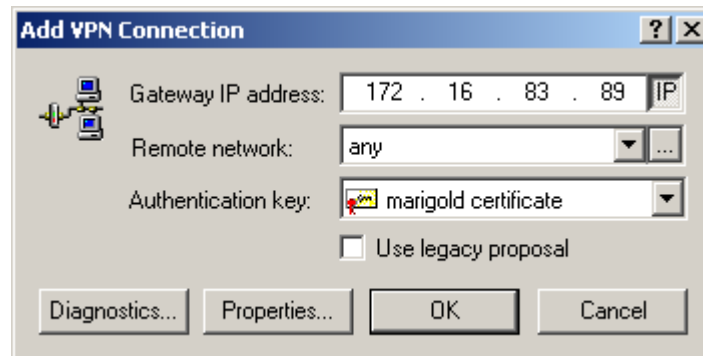 Add VPN Connection ? X
Gateway IP address: 172 . 16 . 83 . 89 IP
Remote network: any ...
Authentication key: marigold certificate
Use legacy proposal
Diagnostics... Properties... OK Cancel